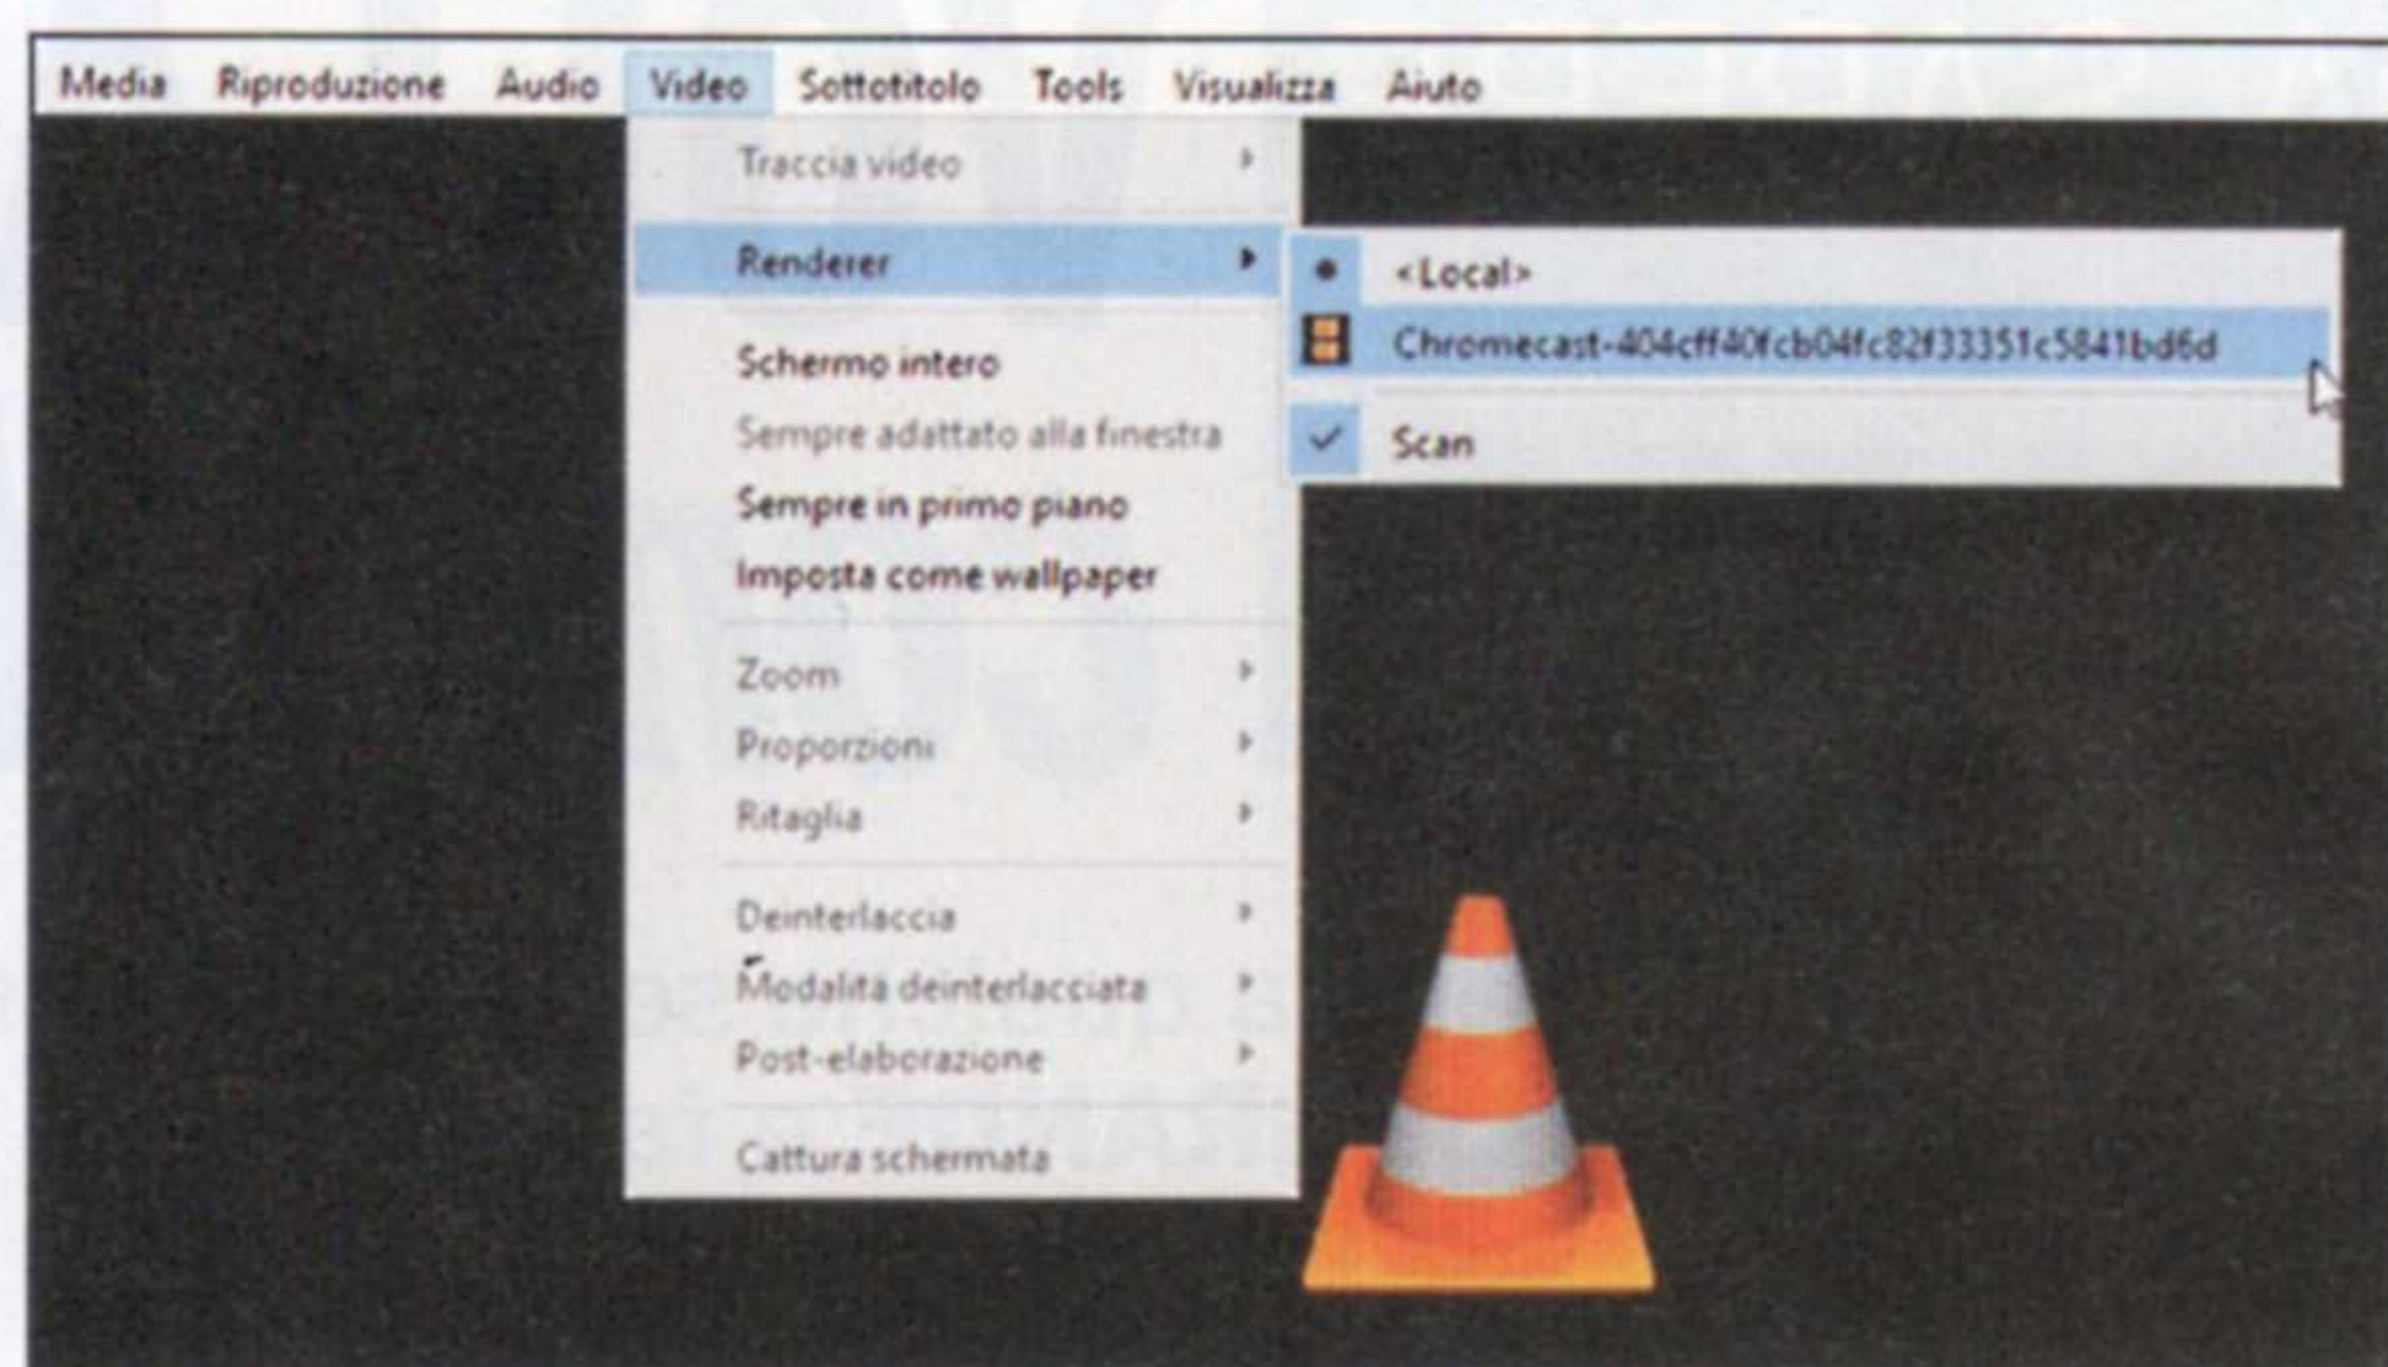 Media Riproduzione Audio Video Sottotitolo Tools Visualizza Aiuto
Traccia video
Renderer
<Local>
Chromecast-404cff40fcb04fc82f33351c5841bd6d
Scan
Schermo intero
Sempre adattato alla finestra
Sempre in primo piano
Imposta come wallpaper
Zoom
Proporzioni
Ritaglia
Deinterlaccia
Modalità deinterlacciata
Post-elaborazione
Cattura schermata